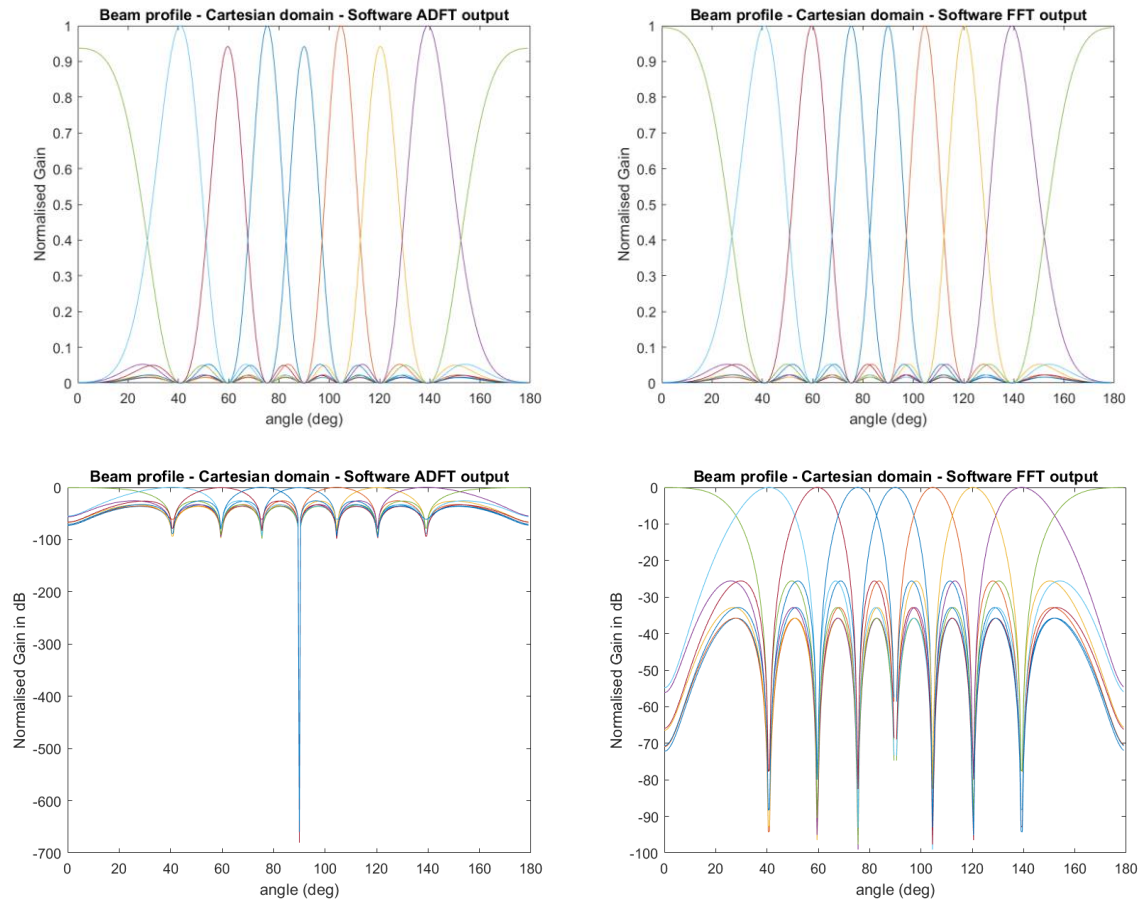 Beam profile - Cartesian domain - Software ADFT output
1
0.9
0.8
0.7
0.6
0.5
0.4
0.3
0.2
0.1
0
Normalised Gain
0 20 40 60 80 100 120 140 160 180
angle (deg)
Beam profile - Cartesian domain - Software FFT output
1
0.9
0.8
0.7
0.6
0.5
0.4
0.3
0.2
0.1
0
Normalised Gain
0 20 40 60 80 100 120 140 160 180
angle (deg)
Beam profile - Cartesian domain - Software ADFT output
0
-100
-200
-300
-400
-500
-600
-700
Normalised Gain in dB
0 20 40 60 80 100 120 140 160 180
angle (deg)
Beam profile - Cartesian domain - Software FFT output
0
-10
-20
-30
-40
-50
-60
-70
-80
-90
-100
Normalised Gain in dB
0 20 40 60 80 100 120 140 160 180
angle (deg)